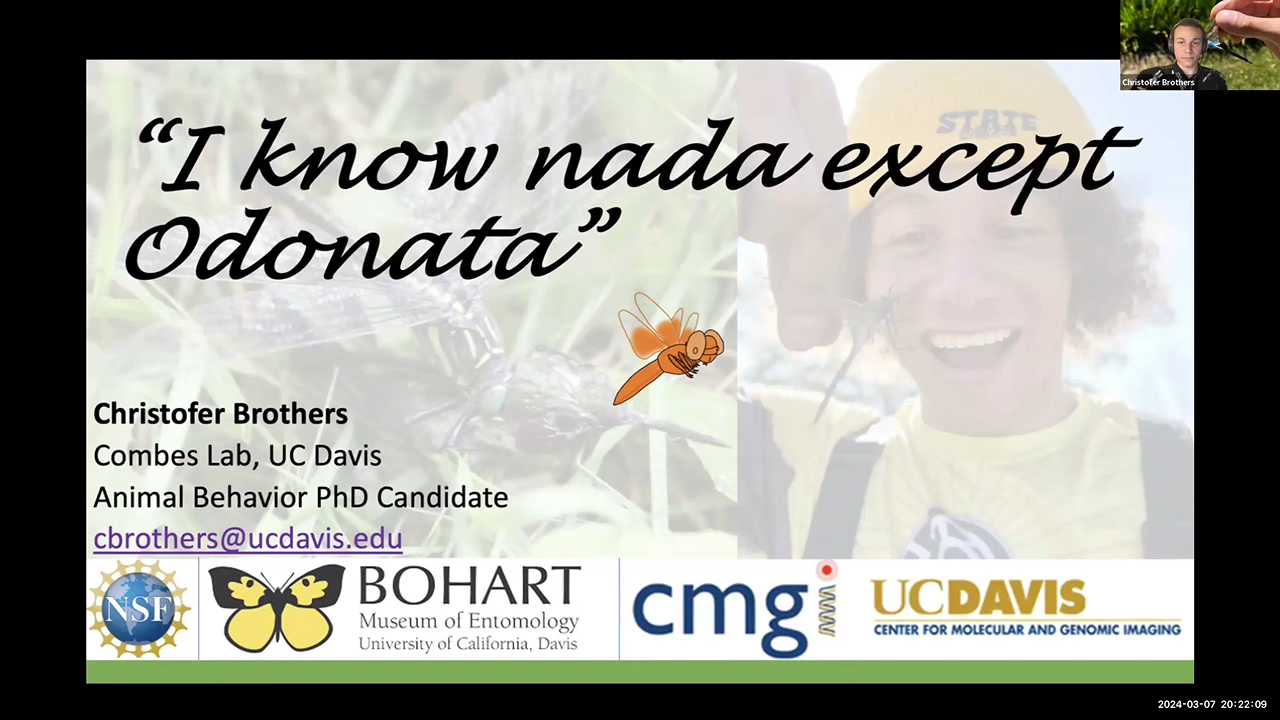 Christofer Brothers
STATE
“I know nada except
Odonata”
Christofer Brothers
Combes Lab, UC Davis
Animal Behavior PhD Candidate
cbrothers@ucdavis.edu
NSF
BOHART
Museum of Entomology
University of California, Davis
cmgi
UCDAVIS
CENTER FOR MOLECULAR AND GENOMIC IMAGING
2024-03-07 20:22:09